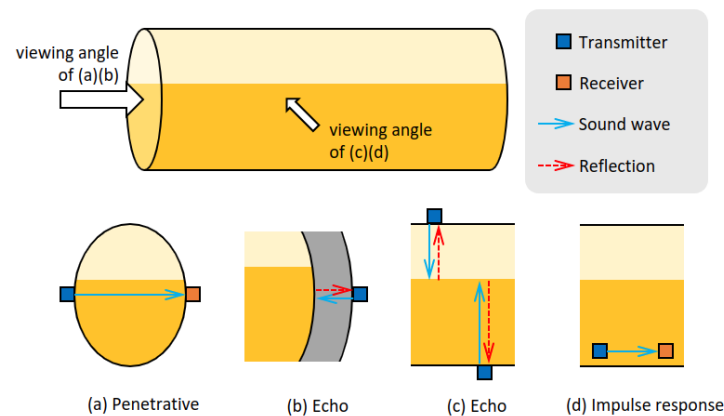 viewing angle
of (a)(b)
viewing angle
of (c)(d)
Transmitter
Receiver
Sound wave
Reflection
(a) Penetrative
(b) Echo
(c) Echo
(d) Impulse response